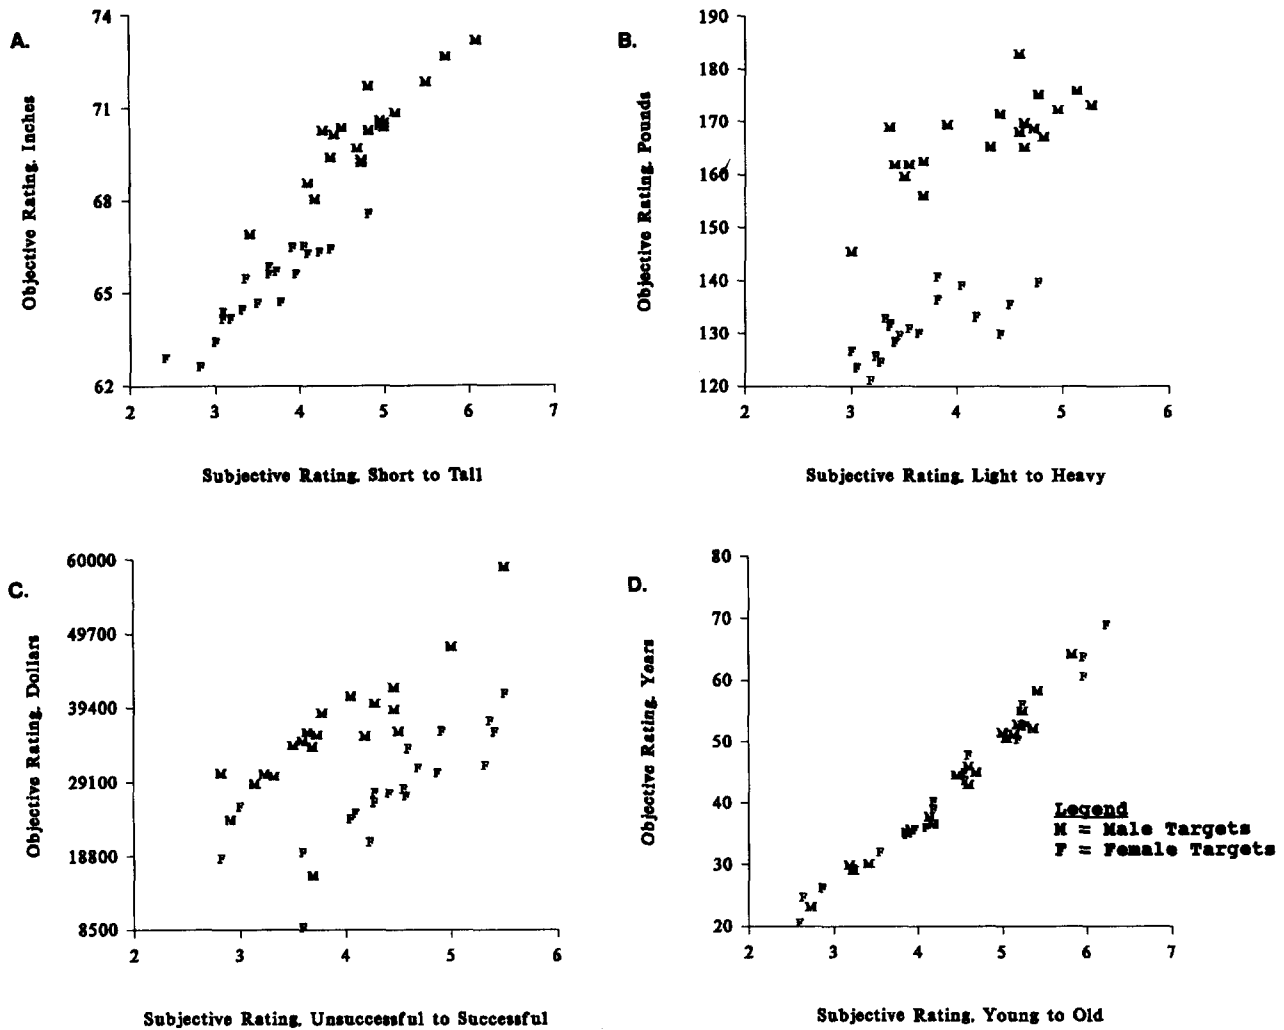 A.
Objective Rating, Inches
74
71
68
65
62
2 3 4 5 6 7
Subjective Rating, Short to Tall
B.
Objective Rating, Pounds
190
180
170
160
150
140
130
120
2 3 4 5 6
Subjective Rating, Light to Heavy
C.
Objective Rating, Dollars
60000
49700
39400
29100
18800
8500
2 3 4 5 6
Subjective Rating, Unsuccessful to Successful
D.
Objective Rating, Years
80
70
60
50
40
30
20
2 3 4 5 6 7
Legend
M = Male Targets
F = Female Targets
Subjective Rating, Young to Old